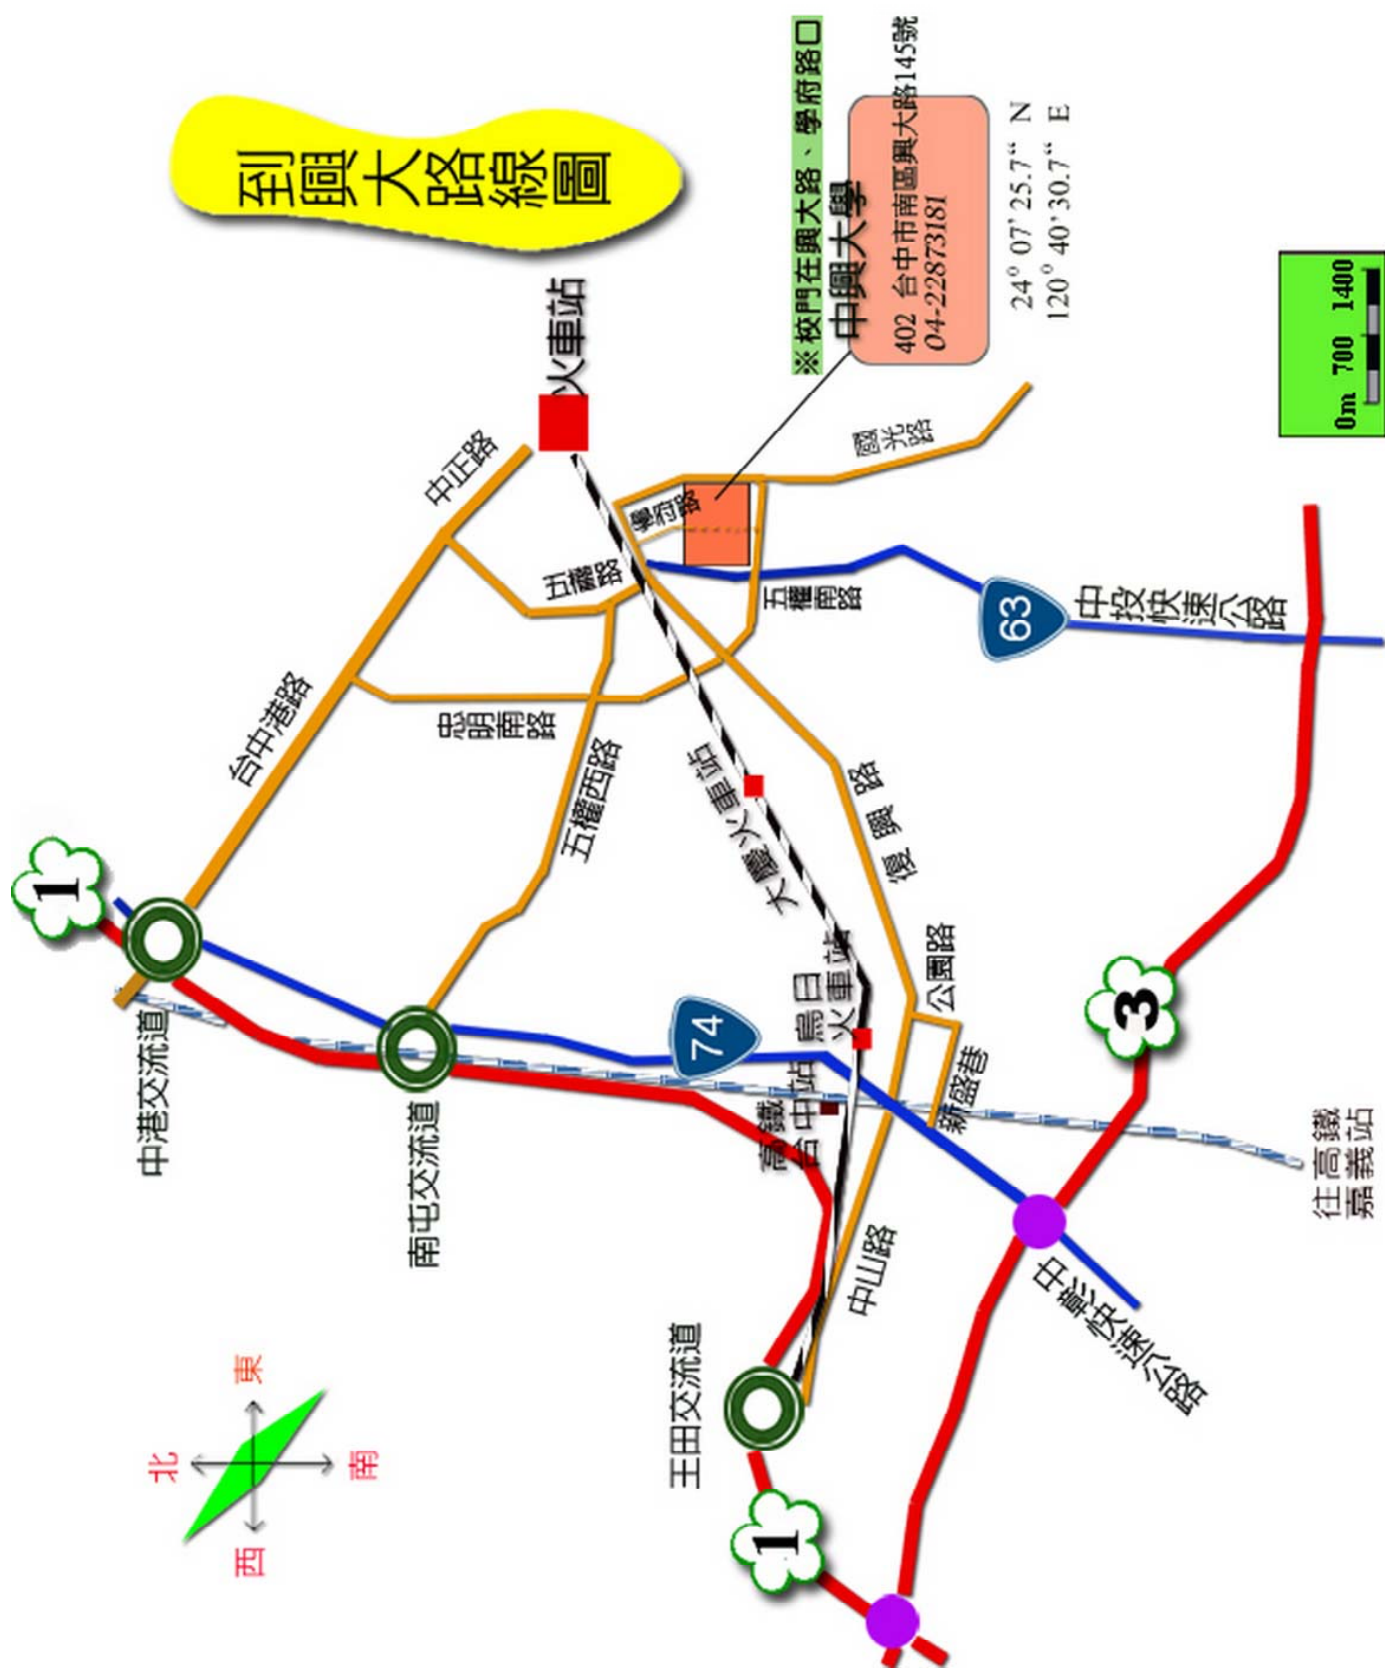 到興大路線圖
※校門在興大路、學府路口
中興大學
402 台中市南區興大路145號
04-22873181
24° 07' 25.7“ N
120° 40' 30.7“ E
0m 700 1400
火車站
中正路
國光路
學府路
五權路
五權南路
63
中投快速公路
台中港路
忠明南路
五權西路
大慶火車站
復興路
1
中港交流道
南屯交流道
74
烏日
火車站
公園路
新盛巷
高鐵
台中站
3
往高鐵
嘉義站
中山路
中彰快速公路
王田交流道
1
北
東
南
西